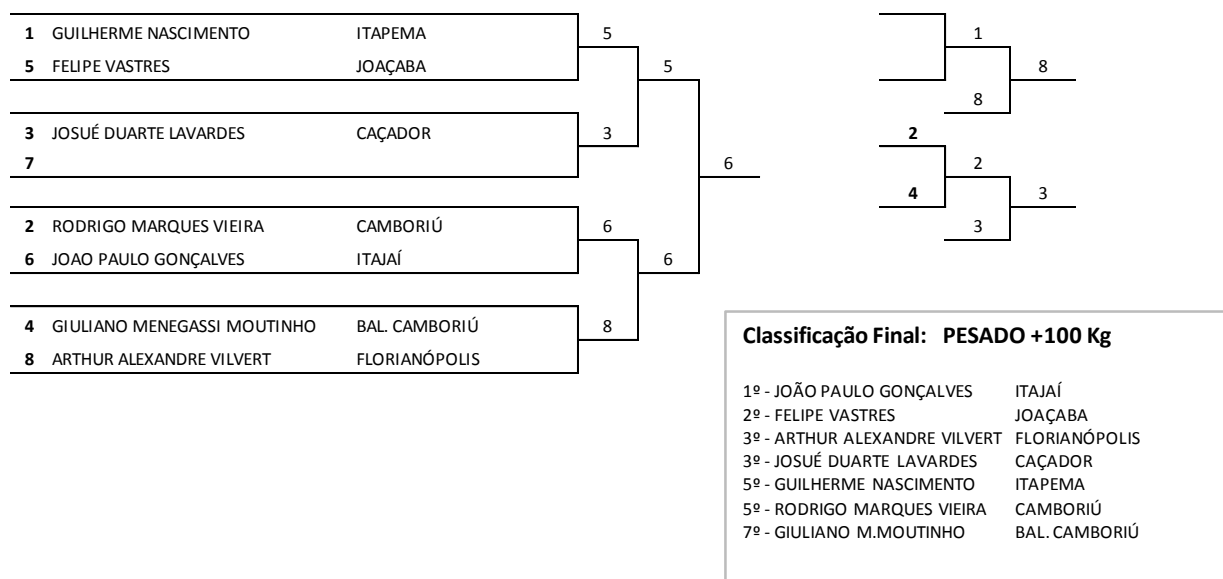 1 GUILHERME NASCIMENTO ITAPEMA 5 1
5 FELIPE VASTRES JOAÇABA 5 8
8
3 JOSUÉ DUARTE LAVARDES CAÇADOR 3 2
7 6 2
4 3
2 RODRIGO MARQUES VIEIRA CAMBORIÚ 6 3
6 JOAO PAULO GONÇALVES ITAJAÍ 6
4 GIULIANO MENEGASSI MOUTINHO BAL. CAMBORIÚ 8
8 ARTHUR ALEXANDRE VILVERT FLORIANÓPOLIS
Classificação Final: PESADO +100 Kg
1º - JOÃO PAULO GONÇALVES ITAJAÍ
2º - FELIPE VASTRES JOAÇABA
3º - ARTHUR ALEXANDRE VILVERT FLORIANÓPOLIS
3º - JOSUÉ DUARTE LAVARDES CAÇADOR
5º - GUILHERME NASCIMENTO ITAPEMA
5º - RODRIGO MARQUES VIEIRA CAMBORIÚ
7º - GIULIANO M.MOUTINHO BAL. CAMBORIÚ